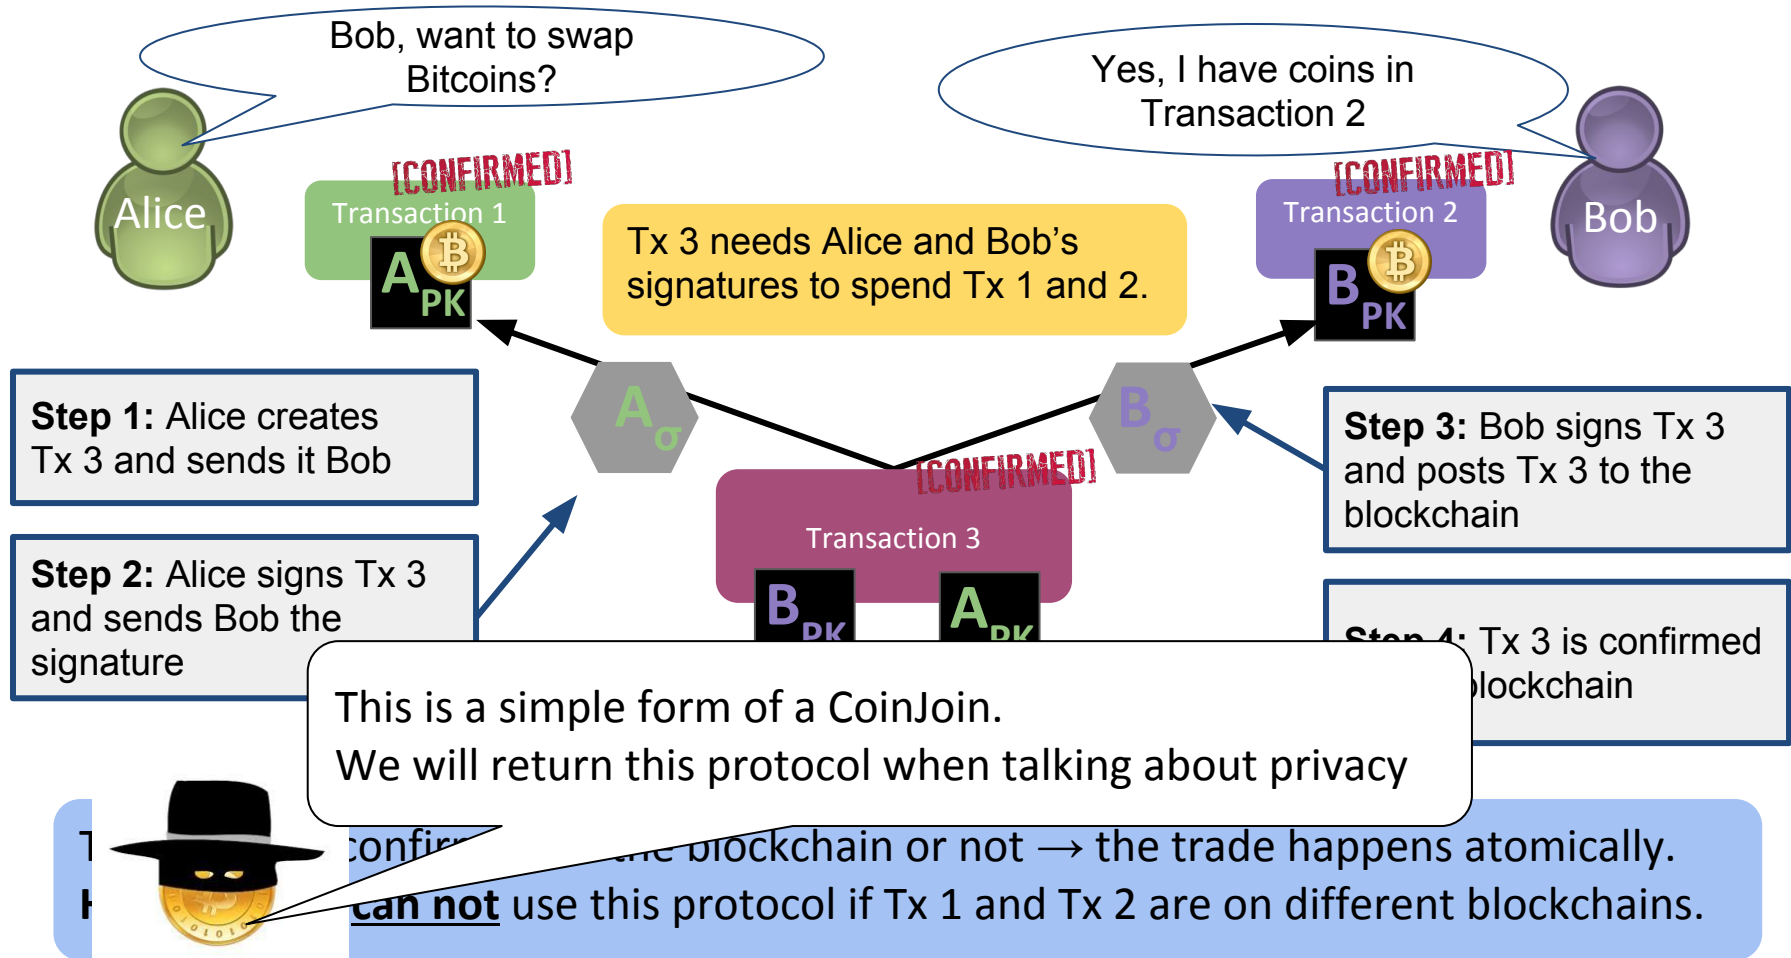 Bob, want to swap
Bitcoins?
Yes, I have coins in
Transaction 2
Alice
[CONFIRMED]
Transaction 1
A
PK
Tx 3 needs Alice and Bob's
signatures to spend Tx 1 and 2.
[CONFIRMED]
Transaction 2
B
PK
Bob
Step 1: Alice creates
Tx 3 and sends it Bob
Step 2: Alice signs Tx 3
and sends Bob the
signature
A
σ
B
σ
[CONFIRMED]
Transaction 3
B
PK
A
PK
Step 3: Bob signs Tx 3
and posts Tx 3 to the
blockchain
Step 4: Tx 3 is confirmed
blockchain
This is a simple form of a CoinJoin.
We will return this protocol when talking about privacy
the blockchain or not → the trade happens atomically.
can not use this protocol if Tx 1 and Tx 2 are on different blockchains.